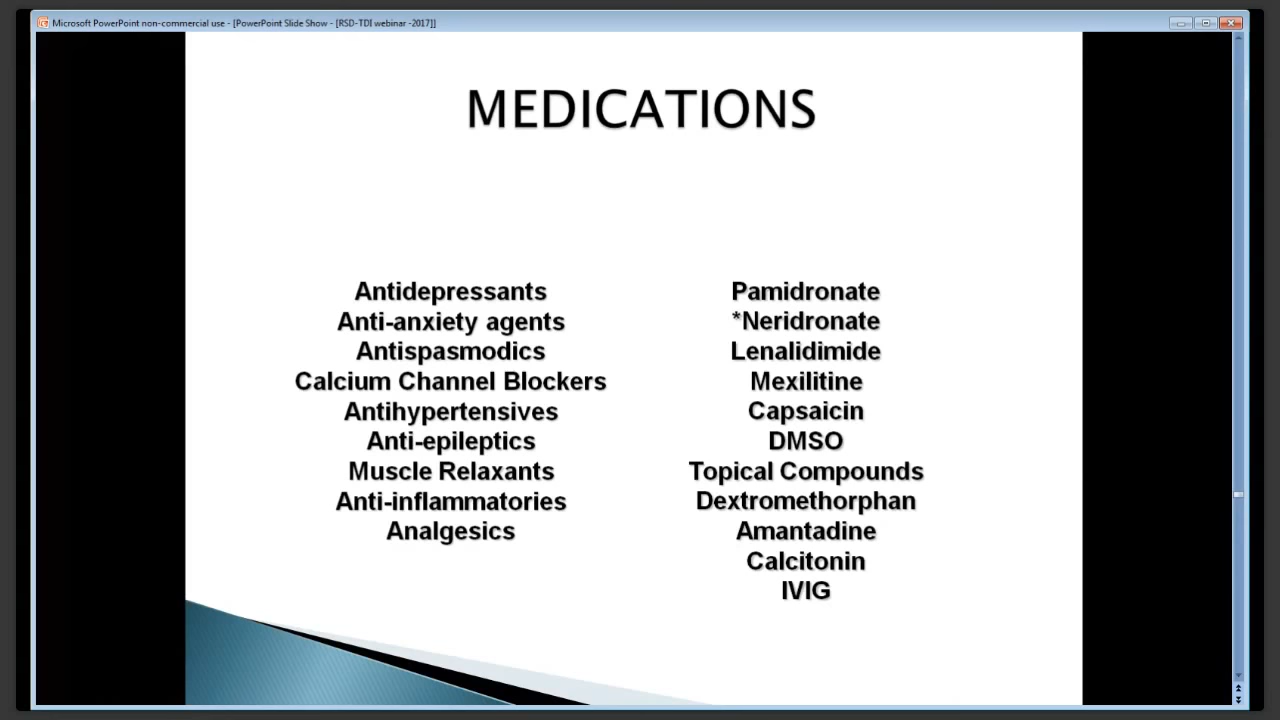 Microsoft PowerPoint non-commercial use - [PowerPoint Slide Show - [RSD-TDI webinar -2017]]
MEDICATIONS
Antidepressants
Anti-anxiety agents
Antispasmodics
Calcium Channel Blockers
Antihypertensives
Anti-epileptics
Muscle Relaxants
Anti-inflammatories
Analgesics
Pamidronate
*Neridronate
Lenalidimide
Mexilitine
Capsaicin
DMSO
Topical Compounds
Dextromethorphan
Amantadine
Calcitonin
IVIG